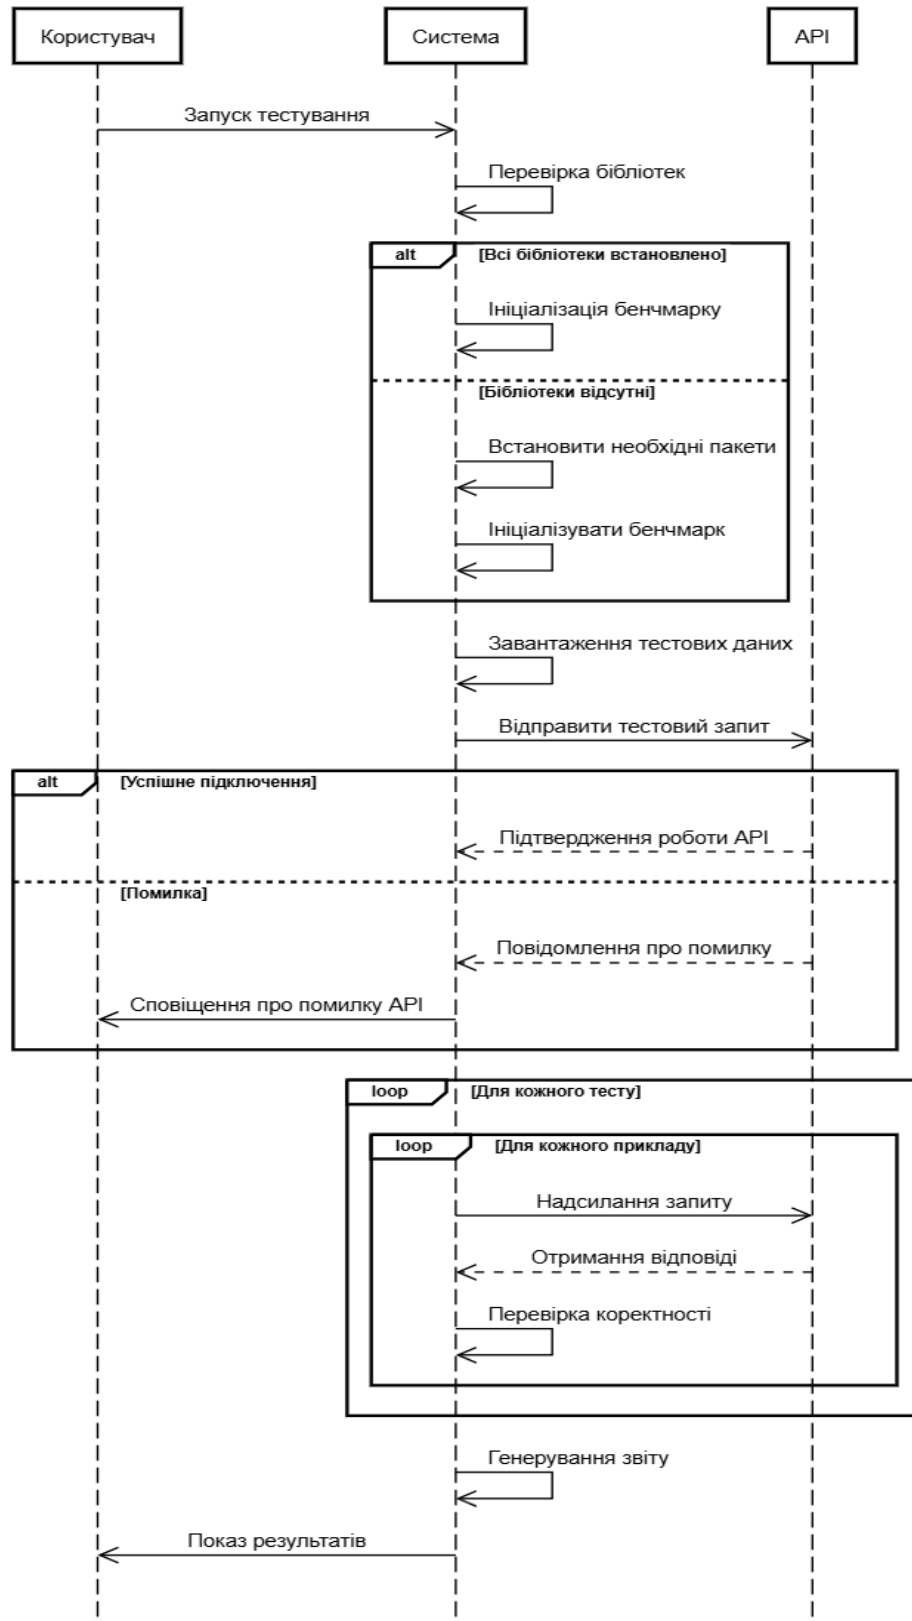 Користувач
Система
API
Запуск тестування
Перевірка бібліотек
alt
[Всі бібліотеки встановлено]
Ініціалізація бенчмарку
[Бібліотеки відсутні]
Встановити необхідні пакети
Ініціалізувати бенчмарк
Завантаження тестових даних
Відправити тестовий запит
alt
[Успішне підключення]
Підтвердження роботи API
[Помилка]
Повідомлення про помилку
Сповіщення про помилку API
loop
[Для кожного тесту]
loop
[Для кожного прикладу]
Надсилання запиту
Отримання відповіді
Перевірка коректності
Генерування звіту
Показ результатів